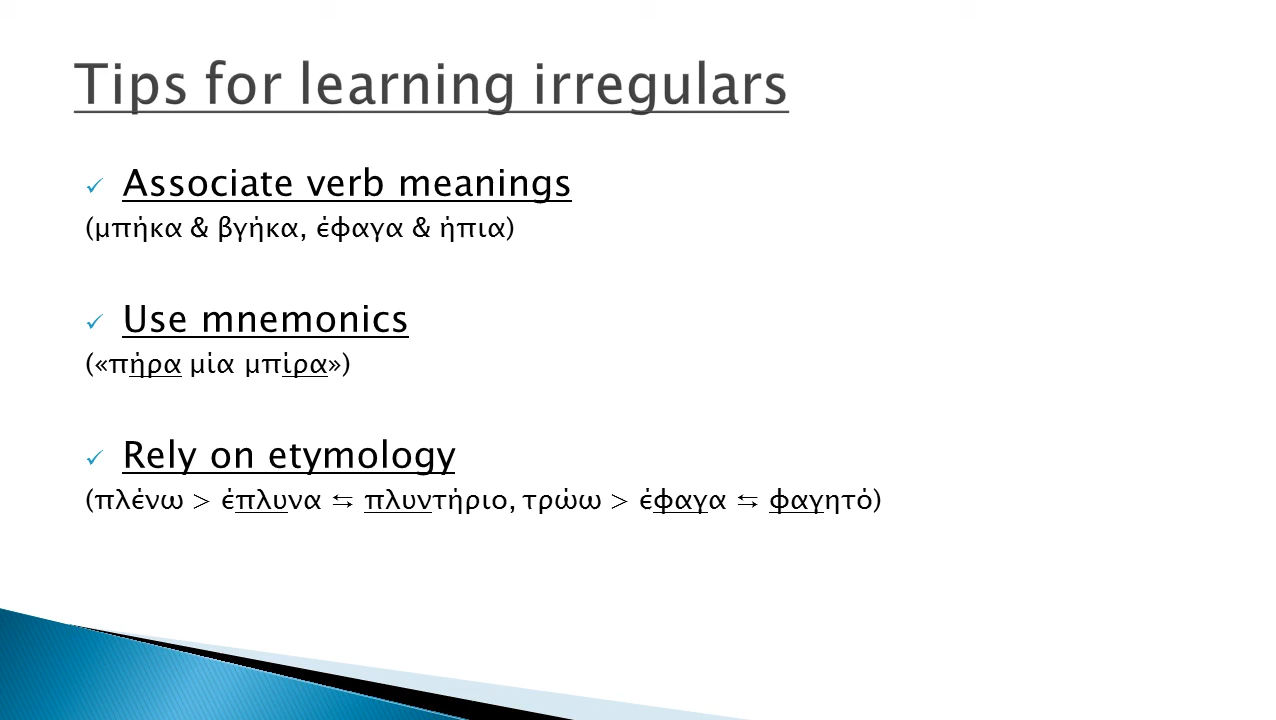 Tips for learning irregulars
✓ Associate verb meanings
(μπήκα & βγήκα, έφαγα & ήπια)
✓ Use mnemonics
(«πήρα μία μπίρα»)
✓ Rely on etymology
(πλένω > έπλυνα ⇆ πλυντήριο, τρώω > έφαγα ⇆ φαγητό)